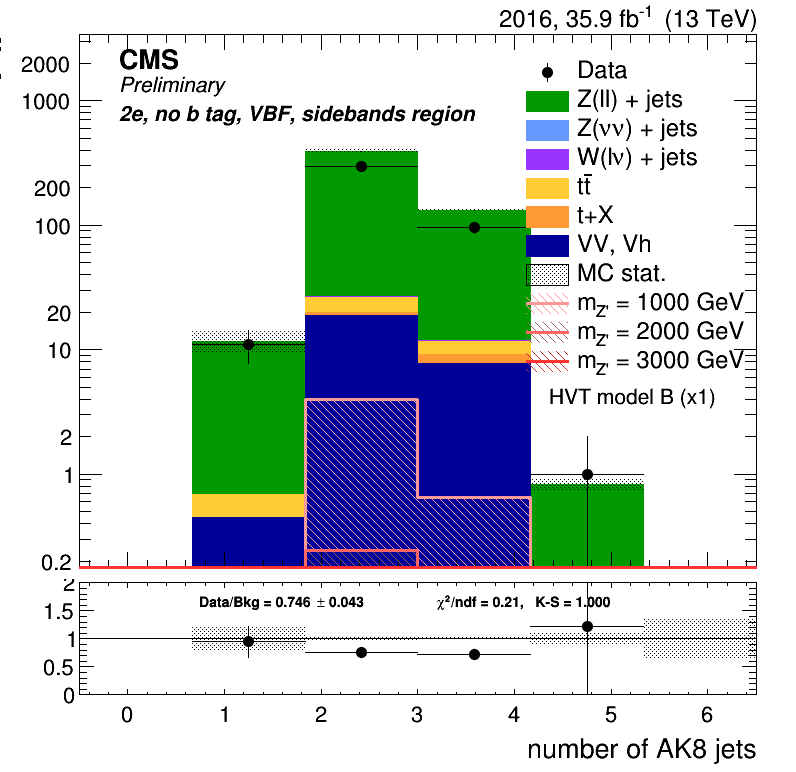 2016, 35.9 fb⁻¹ (13 TeV)
CMS
Preliminary
2e, no b tag, VBF, sidebands region
Data
Z(ll) + jets
Z(νν) + jets
W(lν) + jets
tt̄
t+X
VV, Vh
MC stat.
m_Z' = 1000 GeV
m_Z' = 2000 GeV
m_Z' = 3000 GeV
HVT model B (x1)
2000
1000
200
100
20
10
2
1
0.2
Data/Bkg = 0.746 ± 0.043
χ²/ndf = 0.21, K-S = 1.000
2
1.5
1
0.5
0
0 1 2 3 4 5 6
number of AK8 jets